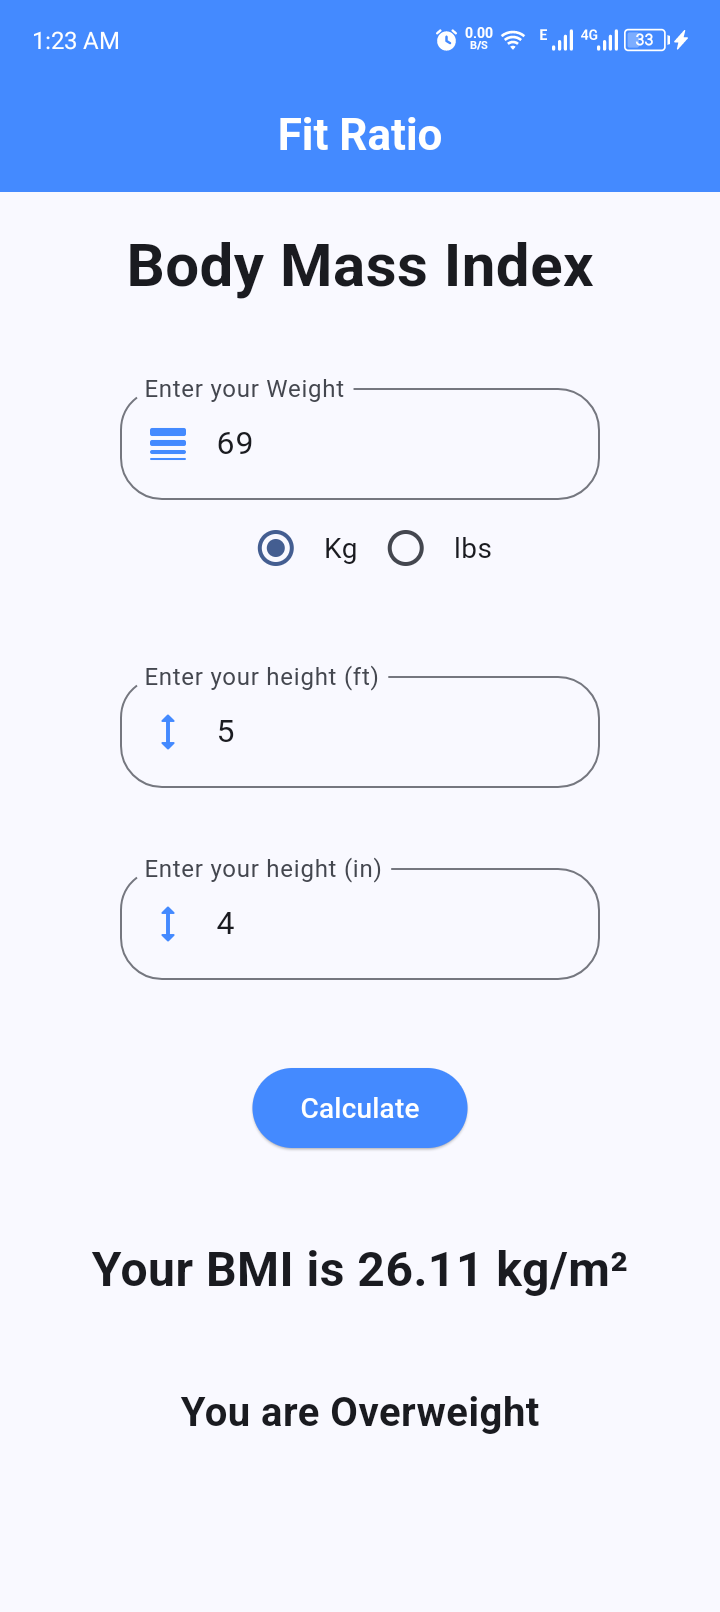 1:23 AM 0.00 B/S E 4G 33
Fit Ratio
Body Mass Index
Enter your Weight
69
Kg lbs
Enter your height (ft)
5
Enter your height (in)
4
Calculate
Your BMI is 26.11 kg/m²
You are Overweight